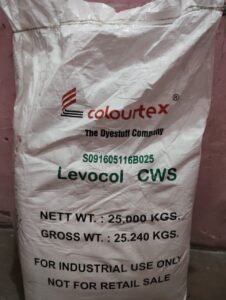 colourtex ®
The Dyestuff Company
S091605116B025
Levocol CWS
NETT WT. : 25.000 KGS.
GROSS WT. : 25.240 KGS.
FOR INDUSTRIAL USE ONLY
NOT FOR RETAIL SALE